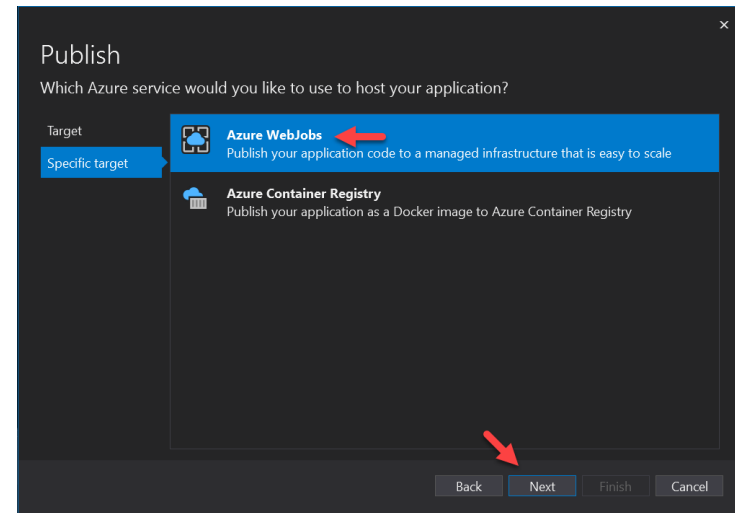 Publish
Which Azure service would you like to use to host your application?
Target
Specific target
Azure WebJobs
Publish your application code to a managed infrastructure that is easy to scale
Azure Container Registry
Publish your application as a Docker image to Azure Container Registry
Back
Next
Finish
Cancel